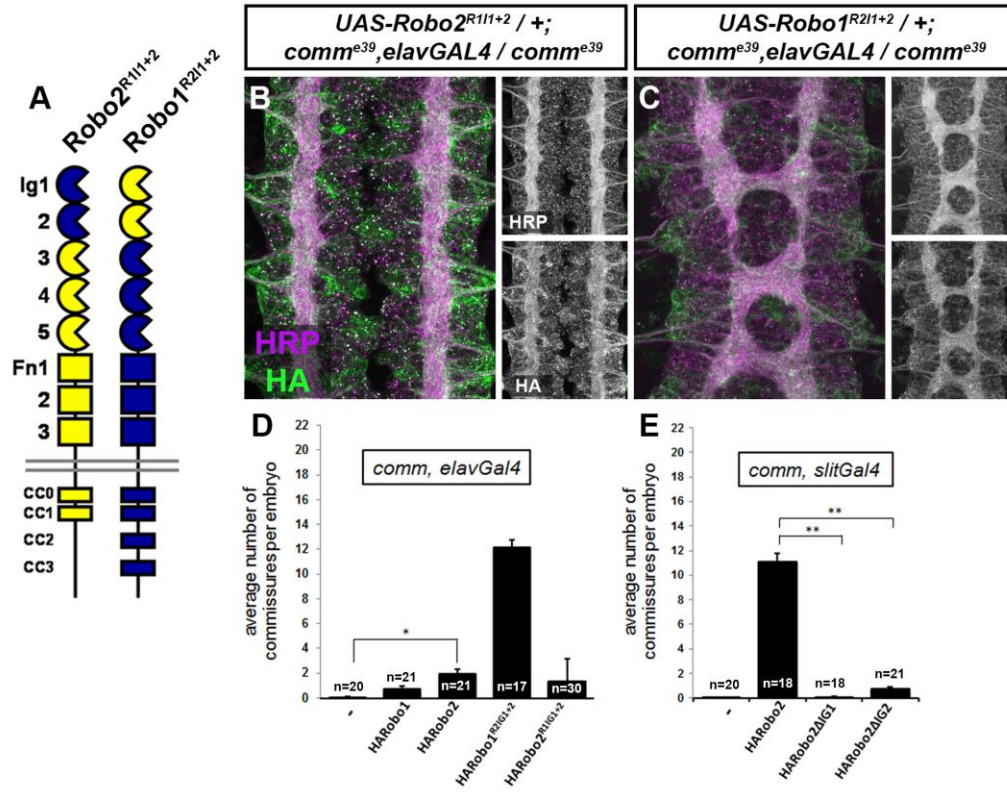 A
Robo2R1I1+2
Robo1R2I1+2
Ig1
2
3
4
5
Fn1
2
3
CC0
CC1
CC2
CC3
UAS-Robo2R1I1+2 / +;
comme39,elavGAL4 / comme39
B
HRP
HA
HRP
HA
UAS-Robo1R2I1+2 / +;
comme39,elavGAL4 / comme39
C
D
comm, elavGal4
average number of
commissures per embryo
22
20
18
16
14
12
10
8
6
4
2
0
*
n=20
n=21
n=21
n=17
n=30
-
HARobo1
HARobo2
HARobo1R2IG1+2
HARobo2R1IG1+2
E
comm, slitGal4
average number of
commissures per embryo
22
20
18
16
14
12
10
8
6
4
2
0
**
**
n=20
n=18
n=18
n=21
-
HARobo2
HARobo2ΔIG1
HARobo2ΔIG2